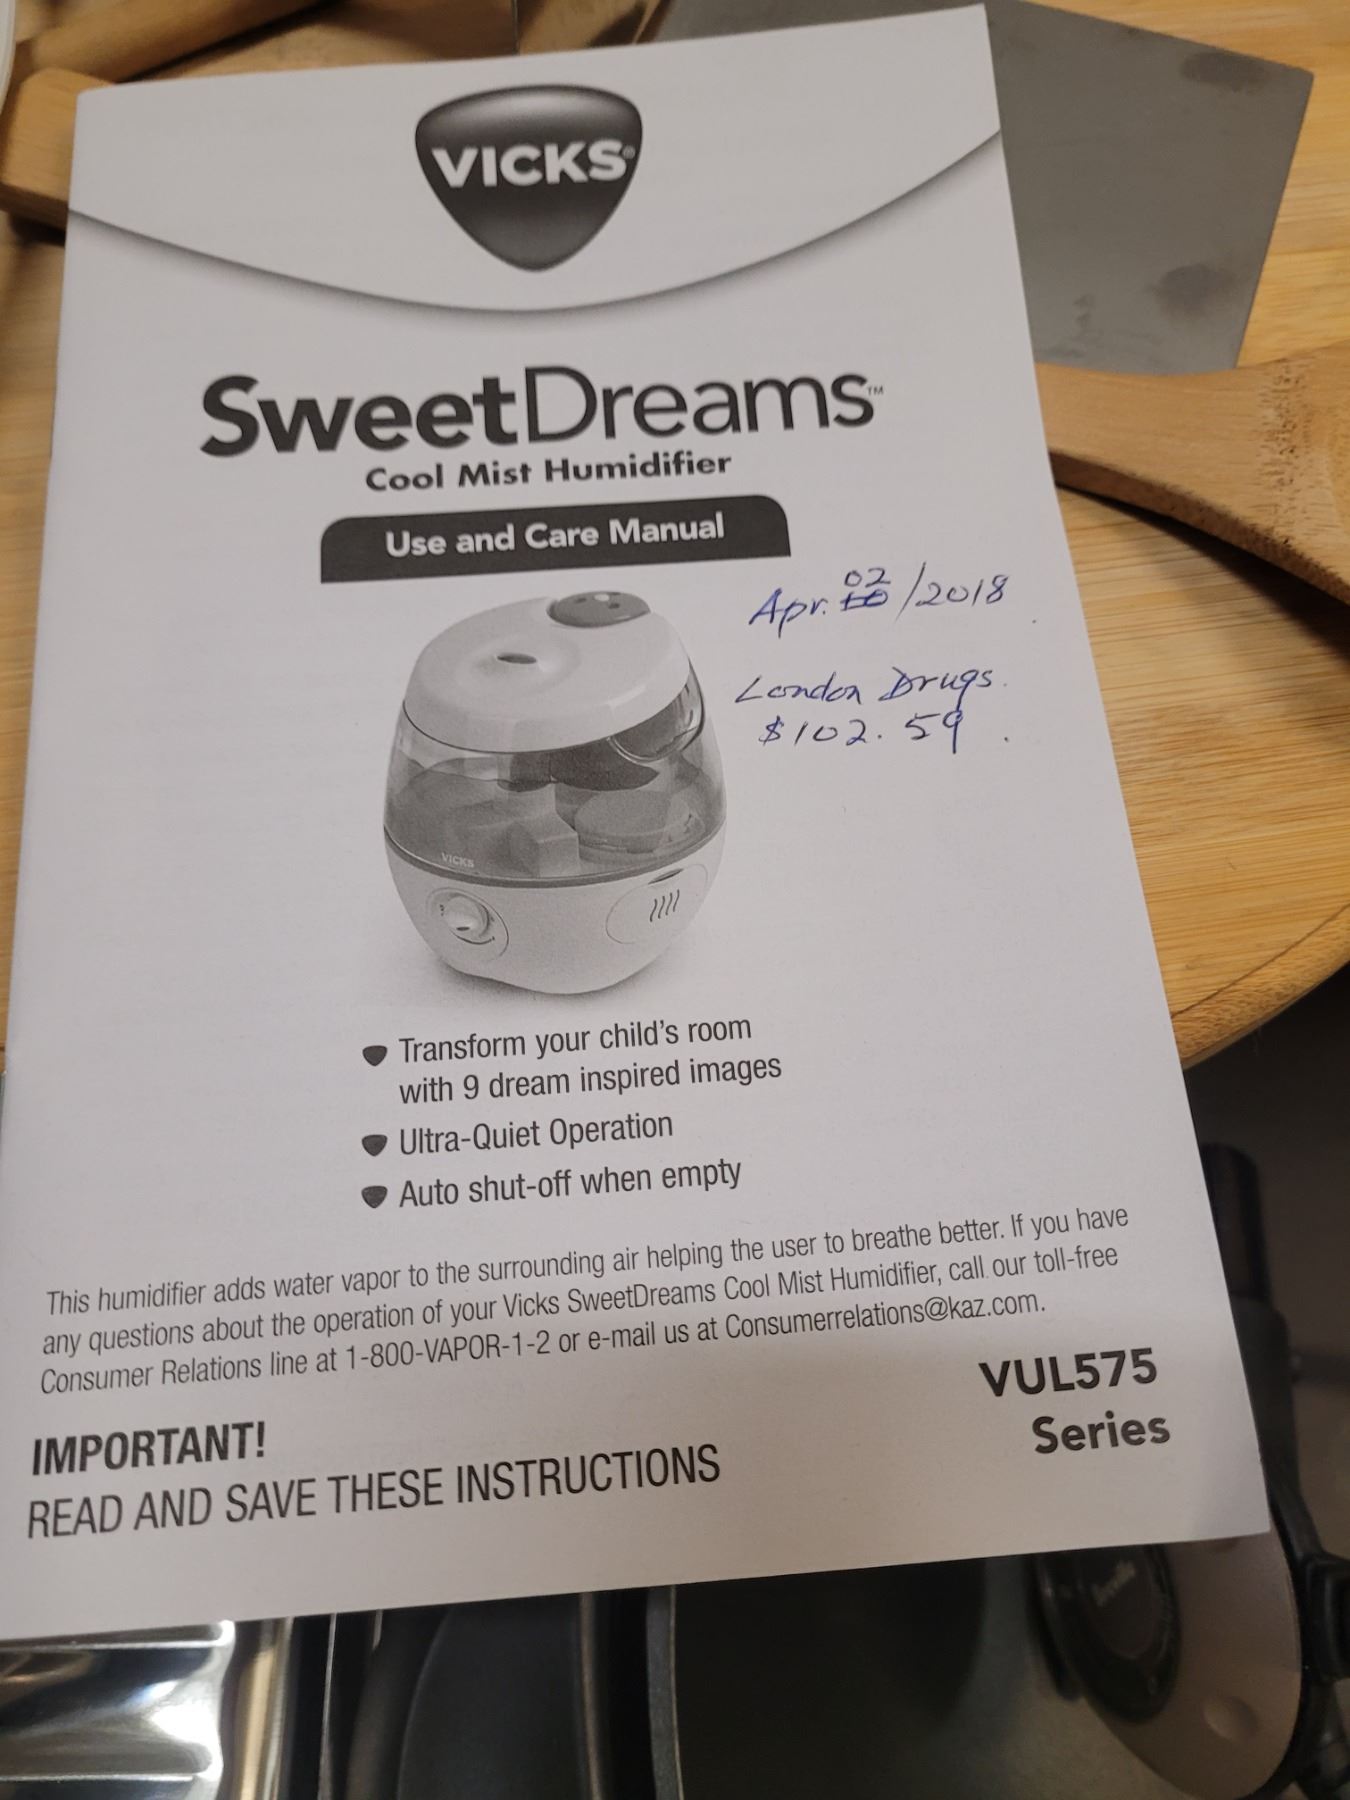 VICKS®
SweetDreams™
Cool Mist Humidifier
Use and Care Manual
Apr. 02/2018
London Drugs.
$102.59.
VICKS
Transform your child's room
with 9 dream inspired images
Ultra-Quiet Operation
Auto shut-off when empty
This humidifier adds water vapor to the surrounding air helping the user to breathe better. If you have
any questions about the operation of your Vicks SweetDreams Cool Mist Humidifier, call our toll-free
Consumer Relations line at 1-800-VAPOR-1-2 or e-mail us at Consumerrelations@kaz.com.
VUL575
Series
IMPORTANT!
READ AND SAVE THESE INSTRUCTIONS